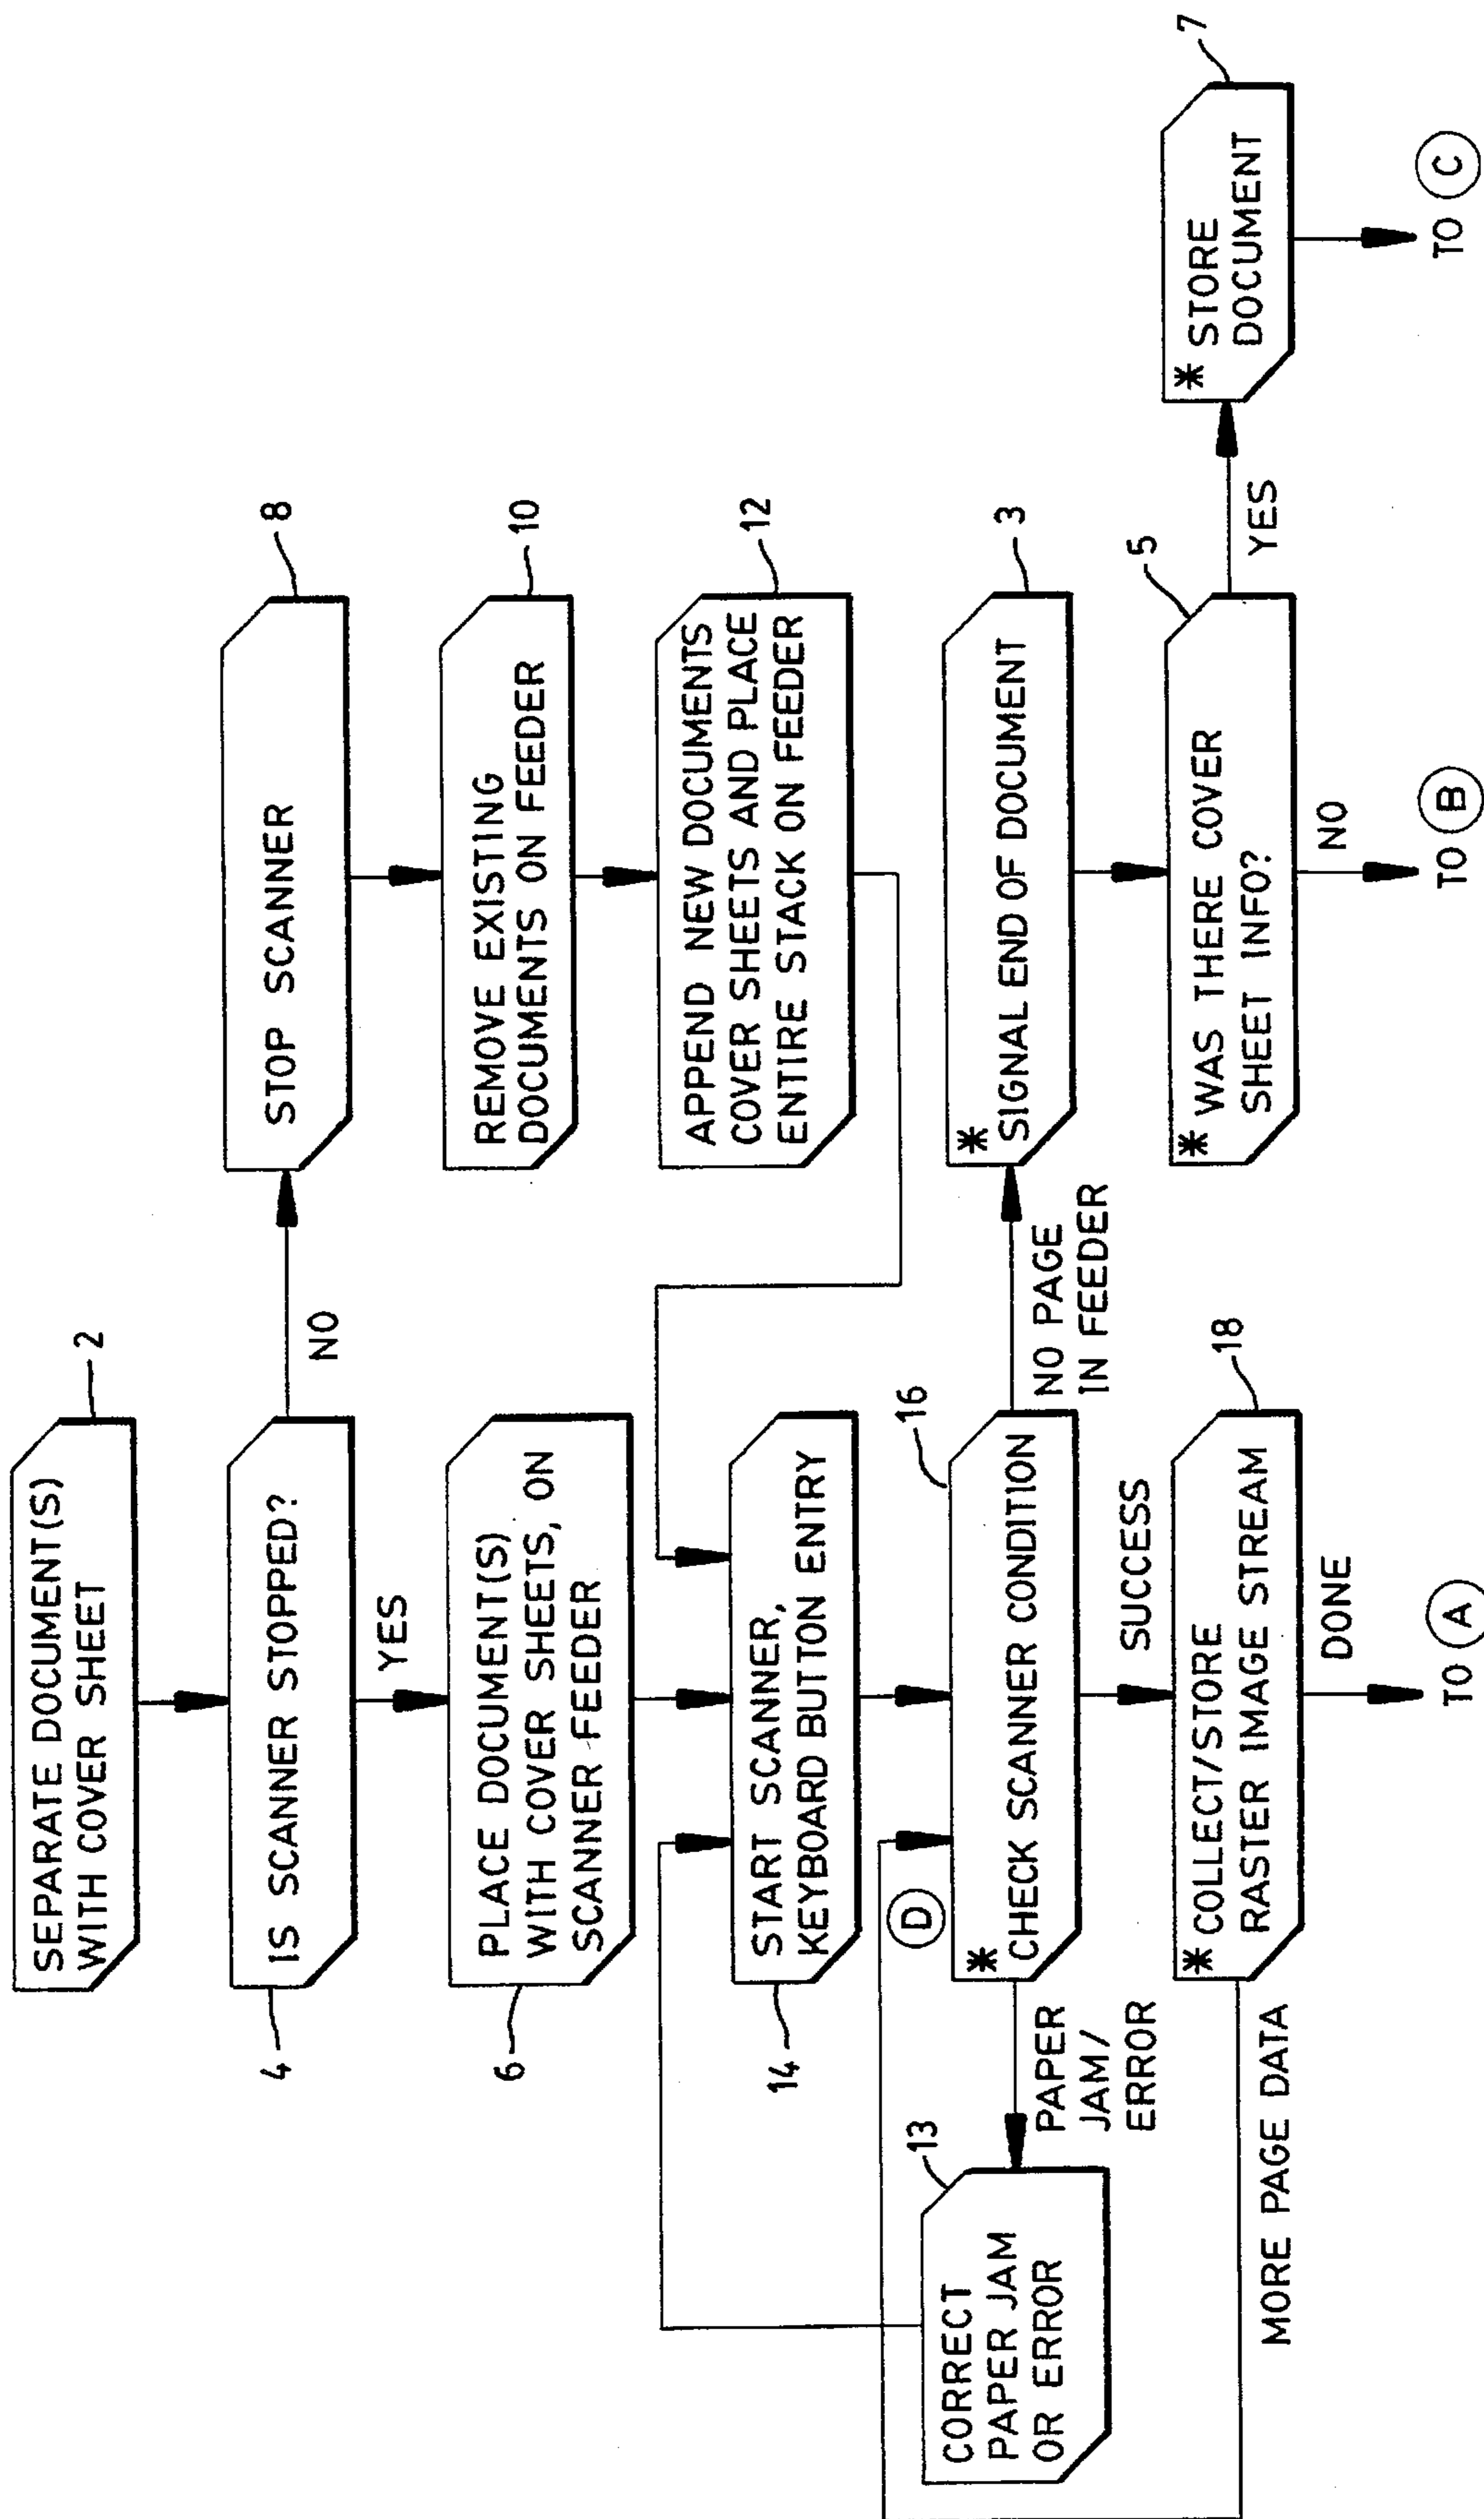 2
SEPARATE DOCUMENT(S)
WITH COVER SHEET
4
IS SCANNER STOPPED?
NO
8
STOP SCANNER
YES
10
REMOVE EXISTING
DOCUMENTS ON FEEDER
6
PLACE DOCUMENT(S)
WITH COVER SHEETS, ON
SCANNER FEEDER
12
APPEND NEW DOCUMENTS
COVER SHEETS AND PLACE
ENTIRE STACK ON FEEDER
14
START SCANNER,
KEYBOARD BUTTON ENTRY
D
13
CORRECT
PAPER JAM
OR ERROR
PAPER
JAM/
ERROR
16
* CHECK SCANNER CONDITION
NO PAGE
IN FEEDER
3
* SIGNAL END OF DOCUMENT
SUCCESS
MORE PAGE DATA
18
* COLLECT/STORE
RASTER IMAGE STREAM
5
* WAS THERE COVER
SHEET INFO?
YES
7
* STORE
DOCUMENT
DONE
NO
TO A
TO B
TO C